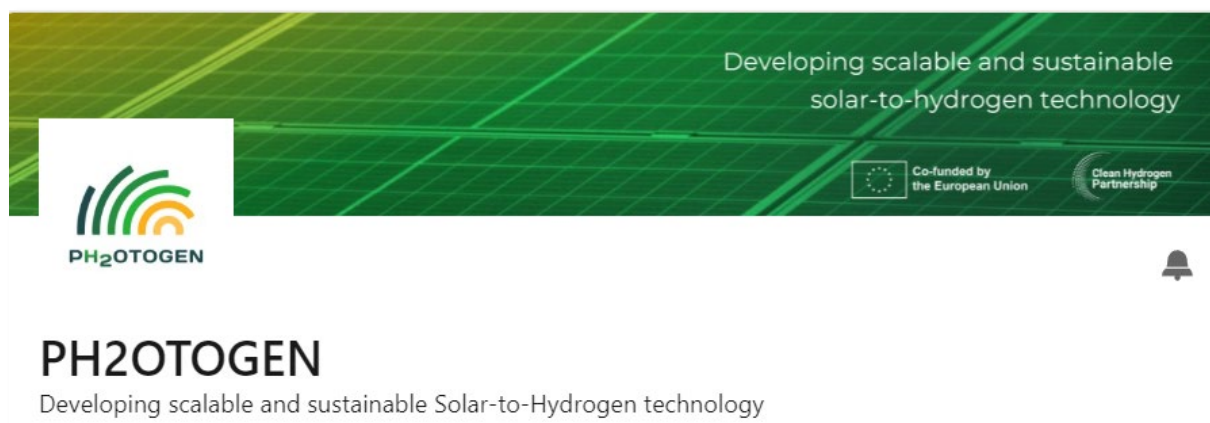 Developing scalable and sustainable
solar-to-hydrogen technology
Co-funded by
the European Union
Clean Hydrogen
Partnership
PH₂OTOGEN
PH2OTOGEN
Developing scalable and sustainable Solar-to-Hydrogen technology